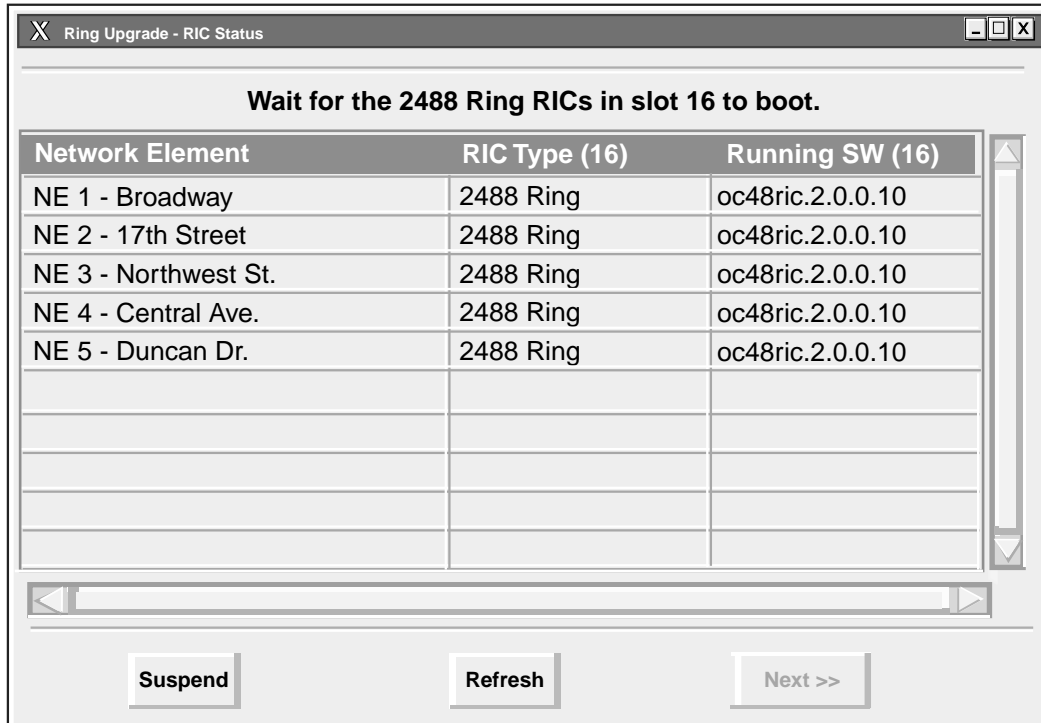 X Ring Upgrade - RIC Status X
Wait for the 2488 Ring RICs in slot 16 to boot.
Network Element RIC Type (16) Running SW (16)
NE 1 - Broadway 2488 Ring oc48ric.2.0.0.10
NE 2 - 17th Street 2488 Ring oc48ric.2.0.0.10
NE 3 - Northwest St. 2488 Ring oc48ric.2.0.0.10
NE 4 - Central Ave. 2488 Ring oc48ric.2.0.0.10
NE 5 - Duncan Dr. 2488 Ring oc48ric.2.0.0.10
Suspend Refresh Next >>